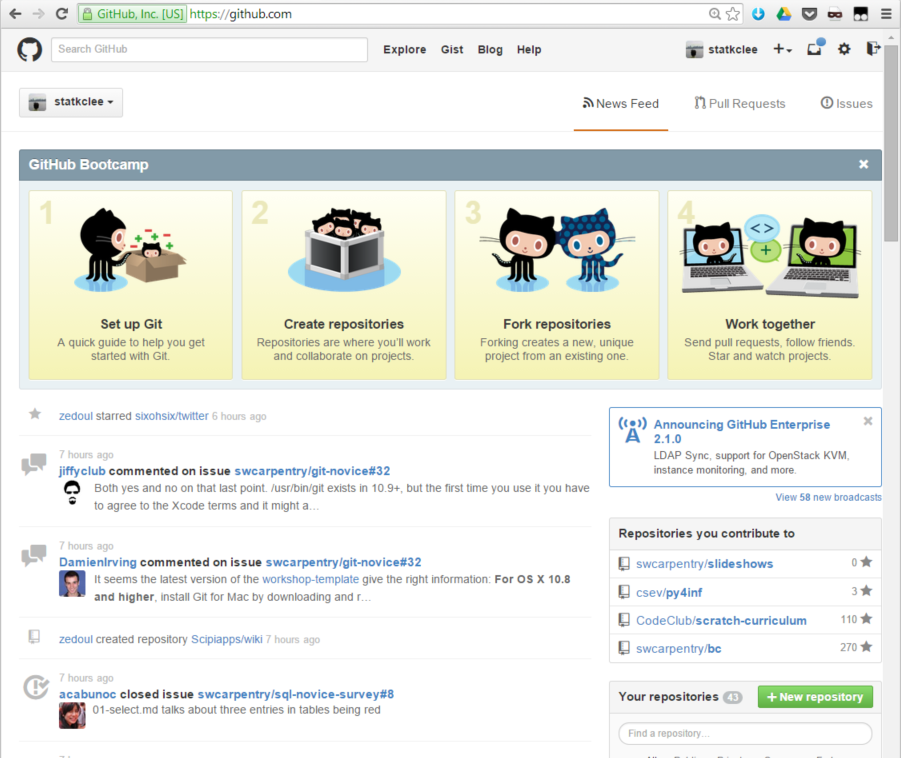 GitHub, Inc. [US] https://github.com
Search GitHub
Explore Gist Blog Help
statkclee
statkclee
News Feed Pull Requests Issues
GitHub Bootcamp
1
Set up Git
A quick guide to help you get
started with Git.
2
Create repositories
Repositories are where you'll work
and collaborate on projects.
3
Fork repositories
Forking creates a new, unique
project from an existing one.
4
<>
+
Work together
Send pull requests, follow friends.
Star and watch projects.
zedoul starred sixohsix/twitter 6 hours ago
7 hours ago
jiffyclub commented on issue swcarpentry/git-novice#32
Both yes and no on that last point. /usr/bin/git exists in 10.9+, but the first time you use it you have
to agree to the Xcode terms and it might a…
7 hours ago
DamienIrving commented on issue swcarpentry/git-novice#32
It seems the latest version of the workshop-template give the right information: For OS X 10.8
and higher, install Git for Mac by downloading and r…
zedoul created repository Scipiapps/wiki 7 hours ago
7 hours ago
acabunoc closed issue swcarpentry/sql-novice-survey#8
01-select.md talks about three entries in tables being red
Announcing GitHub Enterprise
2.1.0
LDAP Sync, support for OpenStack KVM,
instance monitoring, and more.
View 58 new broadcasts
Repositories you contribute to
swcarpentry/slideshows 0
csev/py4inf 3
CodeClub/scratch-curriculum 110
swcarpentry/bc 270
Your repositories 43
+ New repository
Find a repository…